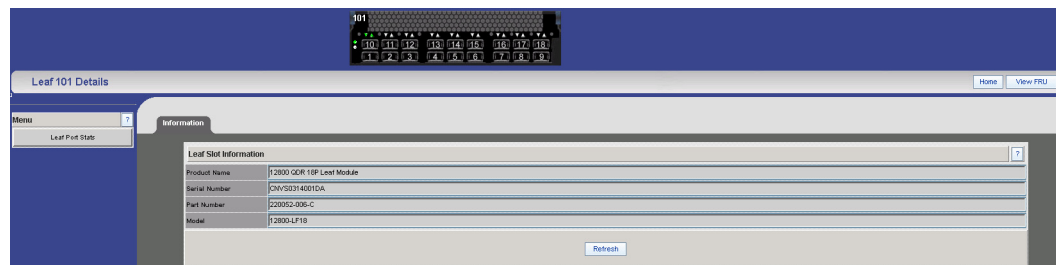 101
10 11 12 13 14 15 16 17 18
1 2 3 4 5 6 7 8 9
Leaf 101 Details
Home View FRU
Menu ?
Leaf Port Stats
Information
Leaf Slot Information ?
Product Name 12800 QDR 18P Leaf Module
Serial Number CNVS0314001DA
Part Number 220052-006-C
Model 12800-LF18
Refresh